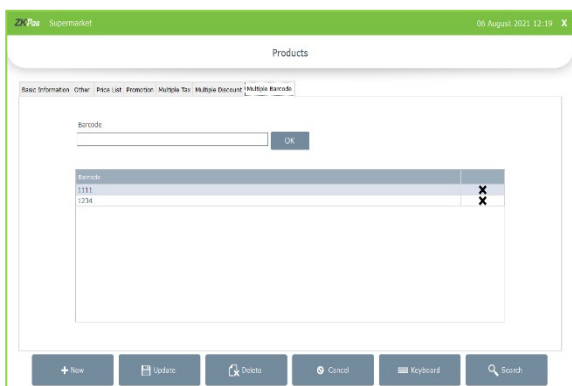 ZKPos Supermarket 06 August 2021 12:19 X
Products
Basic Information Other Price List Promotion Multiple Tax Multiple Discount Multiple Barcode
Barcode
OK
Barcode
1111
1234
New Update Delete Cancel Keyboard Search